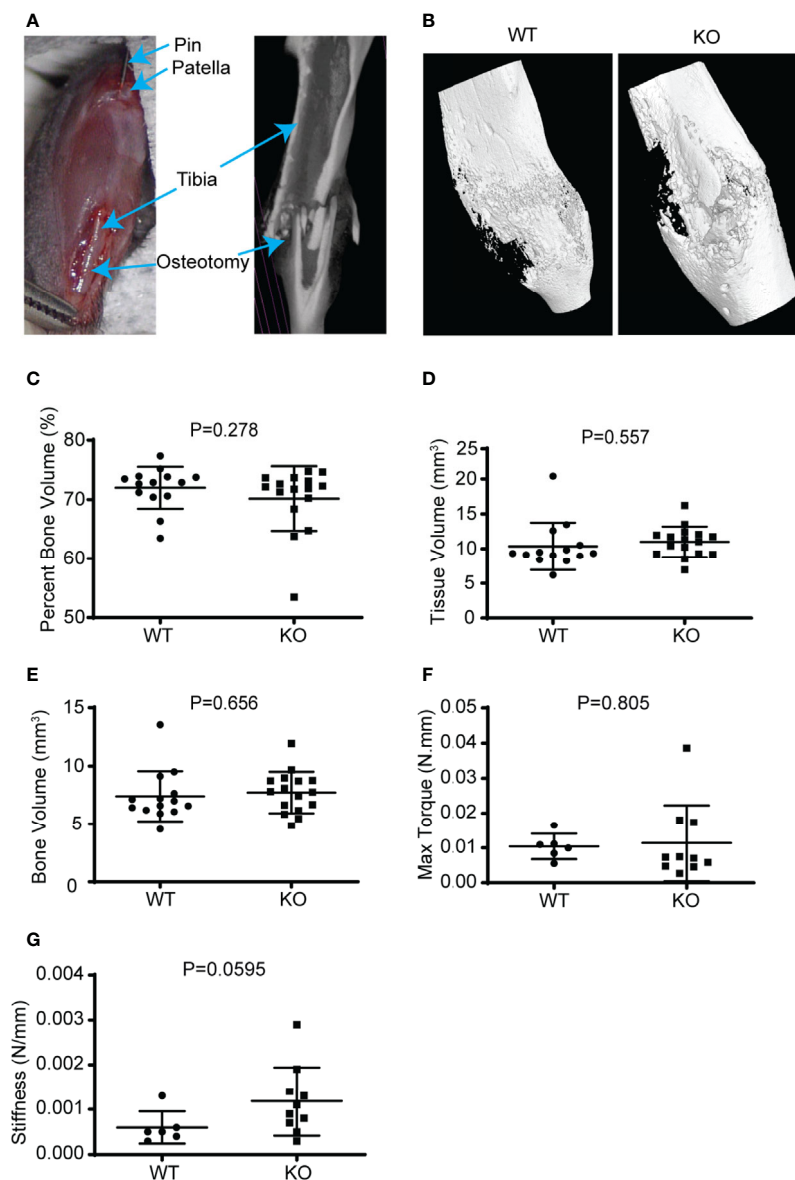 A
Pin
Patella
Tibia
Osteotomy
B
WT KO
C
P=0.278
Percent Bone Volume (%)
80
70
60
50
WT KO
D
P=0.557
Tissue Volume (mm³)
25
20
15
10
5
0
WT KO
E
P=0.656
Bone Volume (mm³)
15
10
5
0
WT KO
F
P=0.805
Max Torque (N.mm)
0.05
0.04
0.03
0.02
0.010
0.00
WT KO
G
P=0.0595
Stiffness (N/mm)
0.004
0.003
0.002
0.001
0.000
WT KO